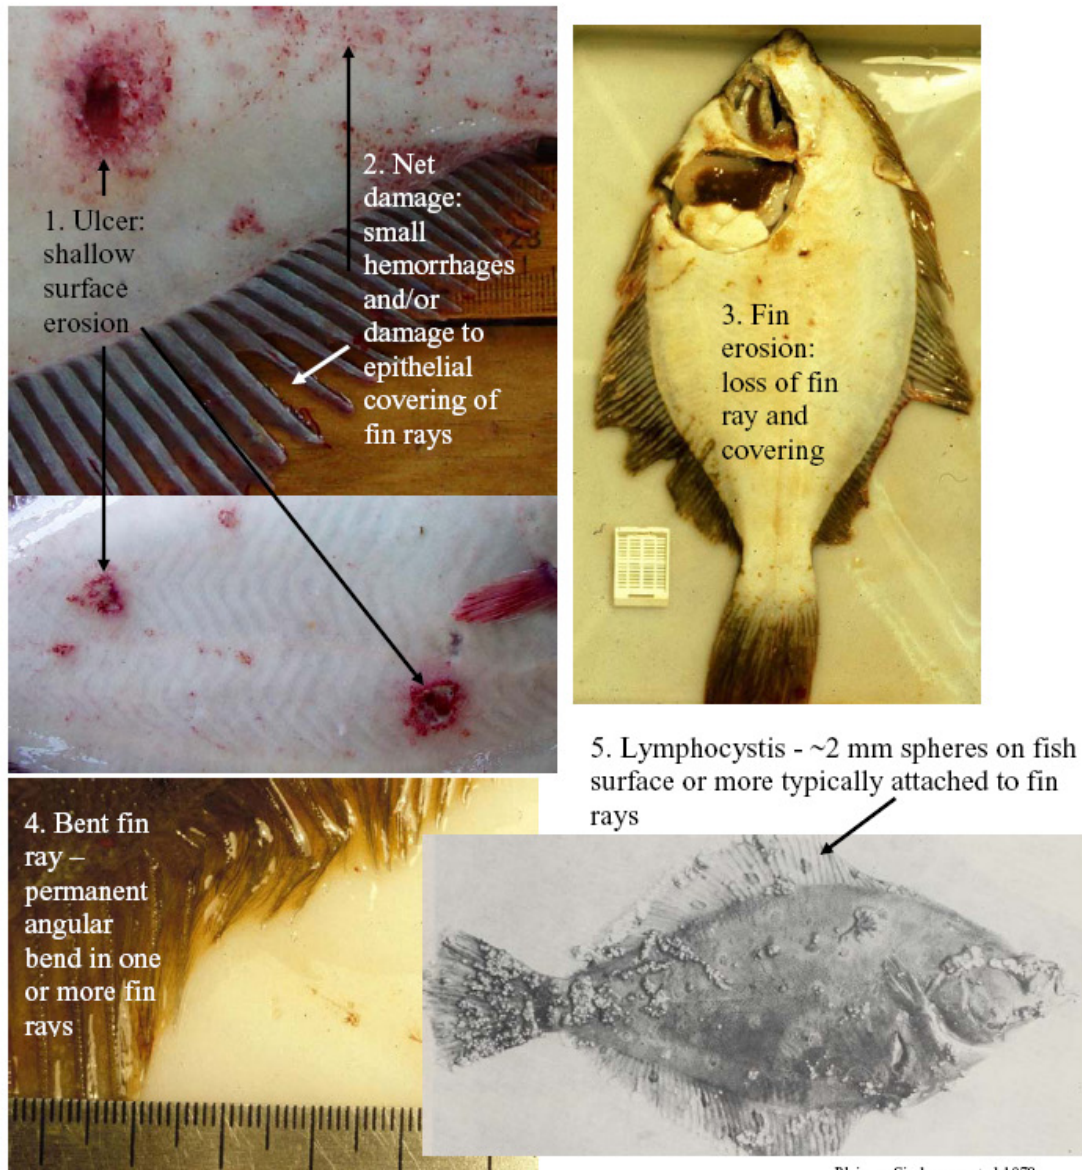 1. Ulcer:
shallow
surface
erosion
2. Net
damage:
small
hemorrhages
and/or
damage to
epithelial
covering of
fin rays
23
3. Fin
erosion:
loss of fin
ray and
covering
4. Bent fin
ray –
permanent
angular
bend in one
or more fin
rays
5. Lymphocystis - ~2 mm spheres on fish
surface or more typically attached to fin
rays